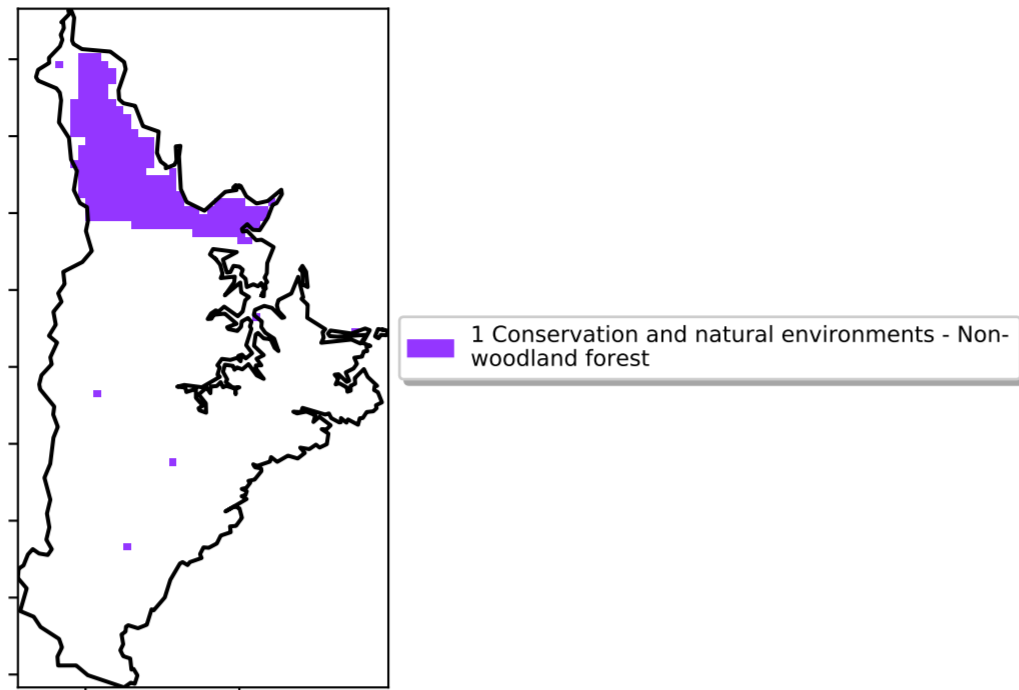 1 Conservation and natural environments - Non-
woodland forest